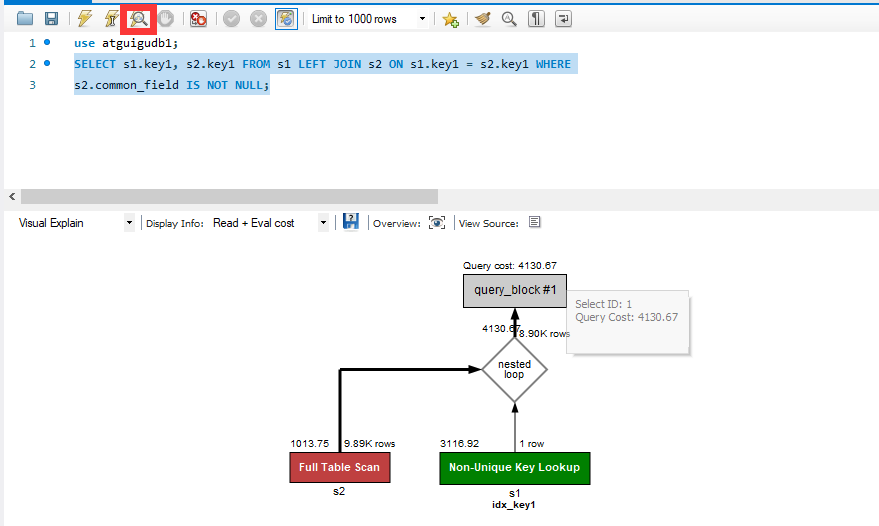 Limit to 1000 rows
1 use atguigudb1;
2 SELECT s1.key1, s2.key1 FROM s1 LEFT JOIN s2 ON s1.key1 = s2.key1 WHERE
3 s2.common_field IS NOT NULL;
Visual Explain Display Info: Read + Eval cost Overview: View Source:
Query cost: 4130.67
query_block #1
Select ID: 1
Query Cost: 4130.67
4130.67 8.90K rows
nested
loop
1013.75 9.89K rows 3116.92 1 row
Full Table Scan Non-Unique Key Lookup
s2 s1
idx_key1